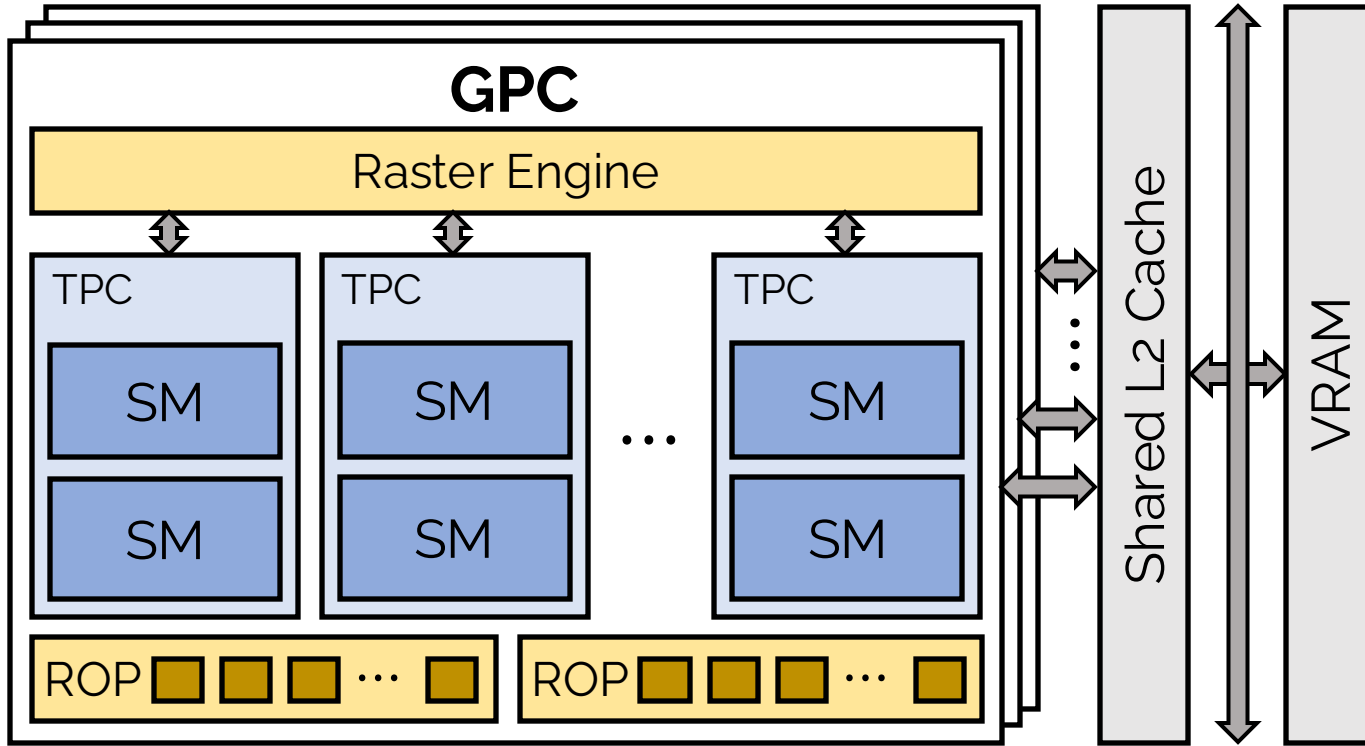 GPC
Raster Engine
TPC
SM
SM
TPC
SM
SM
...
TPC
SM
SM
ROP ...
ROP ...
...
Shared L2 Cache
VRAM